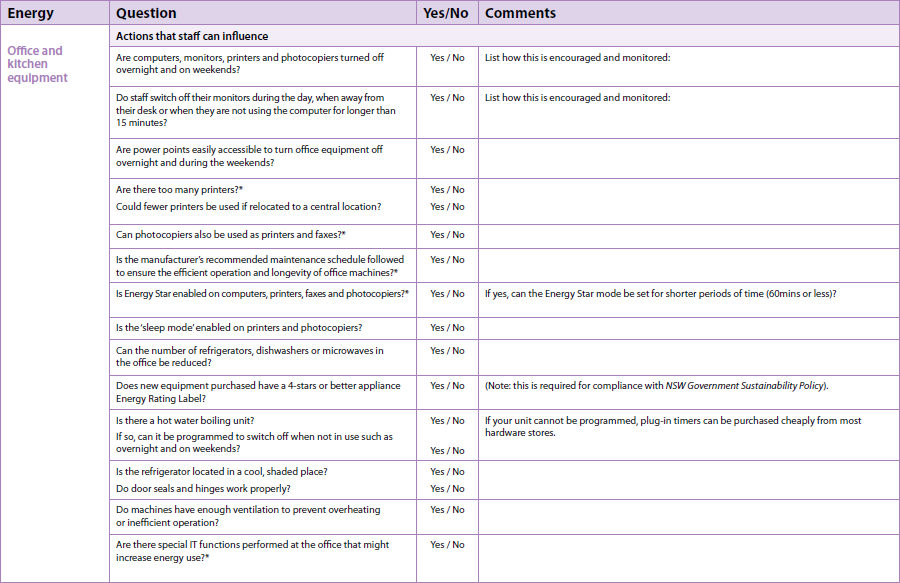 Energy Question Yes/No Comments
Office and
kitchen
equipment
Actions that staff can influence
Are computers, monitors, printers and photocopiers turned off Yes / No List how this is encouraged and monitored:
overnight and on weekends?
Do staff switch off their monitors during the day, when away from Yes / No List how this is encouraged and monitored:
their desk or when they are not using the computer for longer than
15 minutes?
Are power points easily accessible to turn office equipment off Yes / No
overnight and during the weekends?
Are there too many printers?* Yes / No
Could fewer printers be used if relocated to a central location? Yes / No
Can photocopiers also be used as printers and faxes?* Yes / No
Is the manufacturer's recommended maintenance schedule followed Yes / No
to ensure the efficient operation and longevity of office machines?*
Is Energy Star enabled on computers, printers, faxes and photocopiers?* Yes / No If yes, can the Energy Star mode be set for shorter periods of time (60mins or less)?
Is the 'sleep mode' enabled on printers and photocopiers? Yes / No
Can the number of refrigerators, dishwashers or microwaves in Yes / No
the office be reduced?
Does new equipment purchased have a 4-stars or better appliance Yes / No (Note: this is required for compliance with NSW Government Sustainability Policy).
Energy Rating Label?
Is there a hot water boiling unit? Yes / No If your unit cannot be programmed, plug-in timers can be purchased cheaply from most
hardware stores.
If so, can it be programmed to switch off when not in use such as
overnight and on weekends? Yes / No
Is the refrigerator located in a cool, shaded place? Yes / No
Do door seals and hinges work properly? Yes / No
Do machines have enough ventilation to prevent overheating Yes / No
or inefficient operation?
Are there special IT functions performed at the office that might Yes / No
increase energy use?*